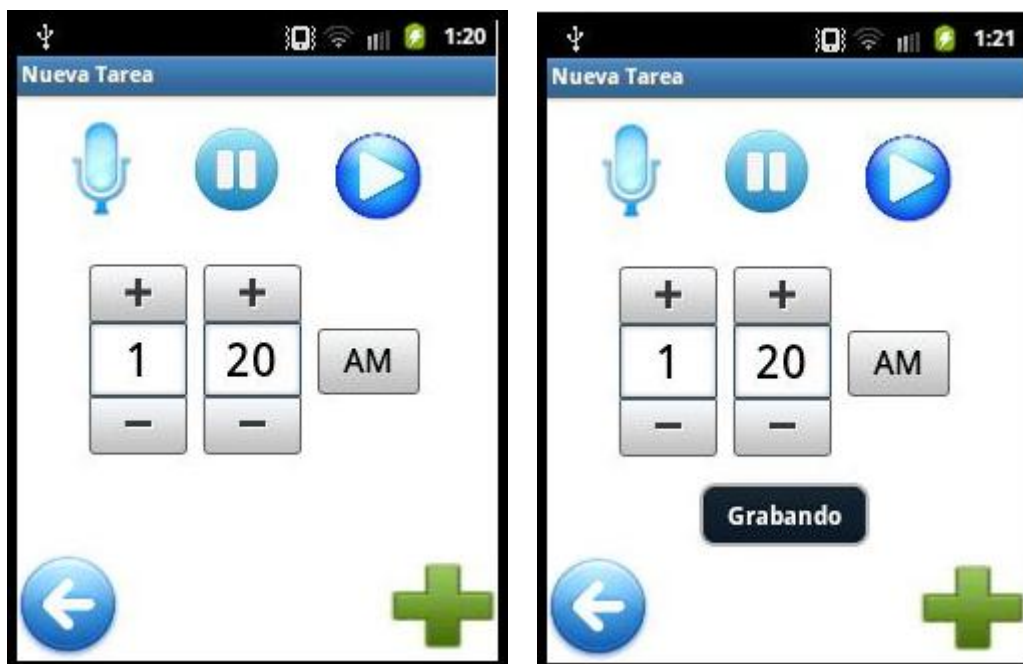 1:20
Nueva Tarea
+ +
1 20 AM
− −
1:21
Nueva Tarea
+ +
1 20 AM
− −
Grabando